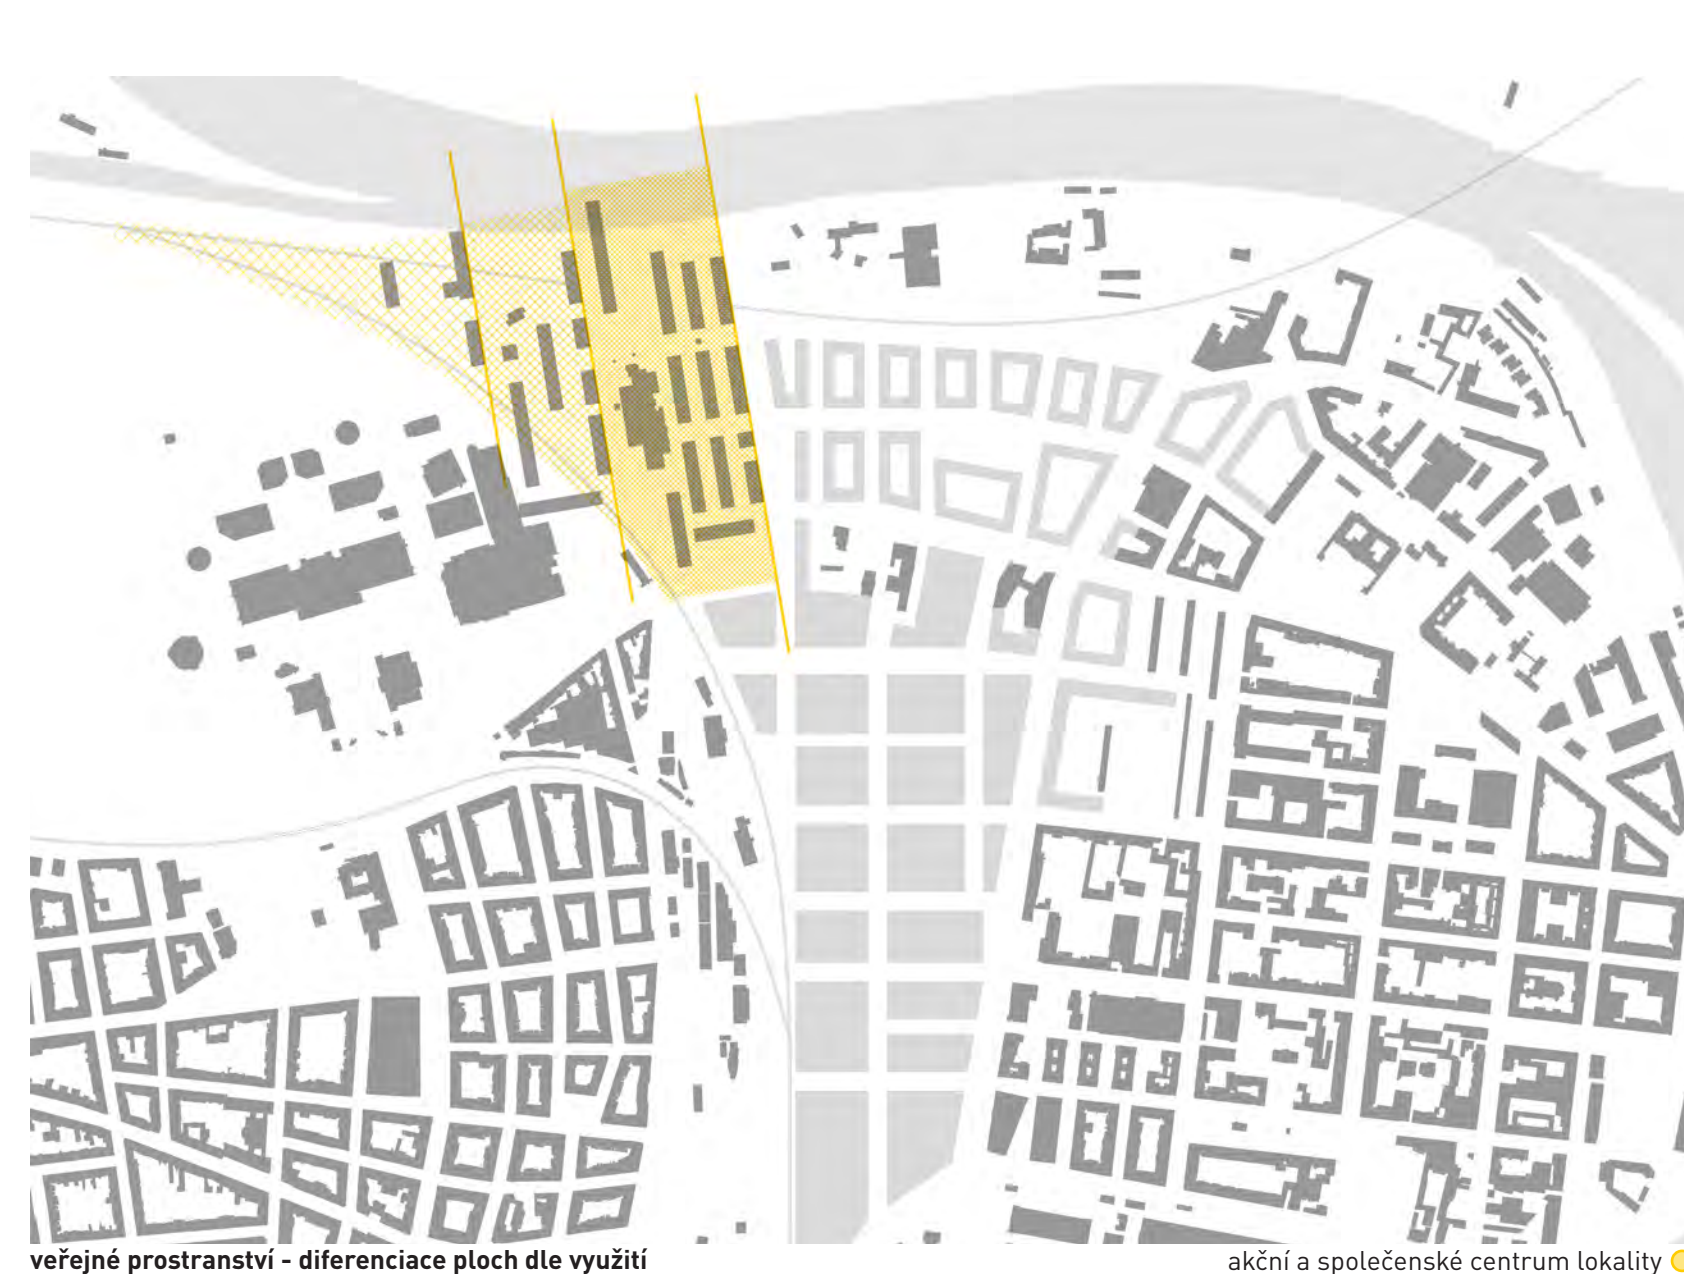 veřejné prostranství - diferenciace ploch dle využití
akční a společenské centrum lokality